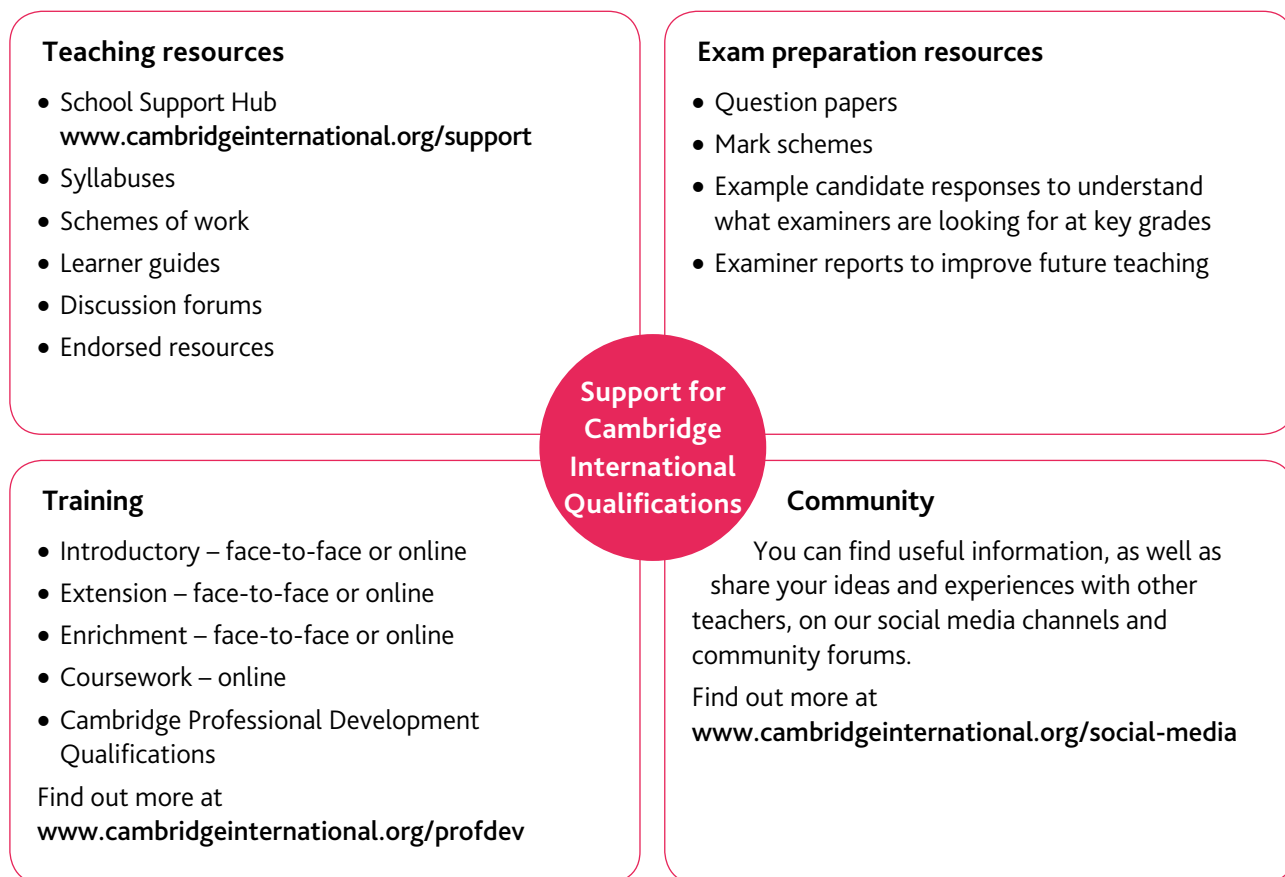 Teaching resources
• School Support Hub
www.cambridgeinternational.org/support
• Syllabuses
• Schemes of work
• Learner guides
• Discussion forums
• Endorsed resources
Exam preparation resources
• Question papers
• Mark schemes
• Example candidate responses to understand
what examiners are looking for at key grades
• Examiner reports to improve future teaching
Support for
Cambridge
International
Qualifications
Training
• Introductory – face-to-face or online
• Extension – face-to-face or online
• Enrichment – face-to-face or online
• Coursework – online
• Cambridge Professional Development
Qualifications
Find out more at
www.cambridgeinternational.org/profdev
Community
You can find useful information, as well as
share your ideas and experiences with other
teachers, on our social media channels and
community forums.
Find out more at
www.cambridgeinternational.org/social-media